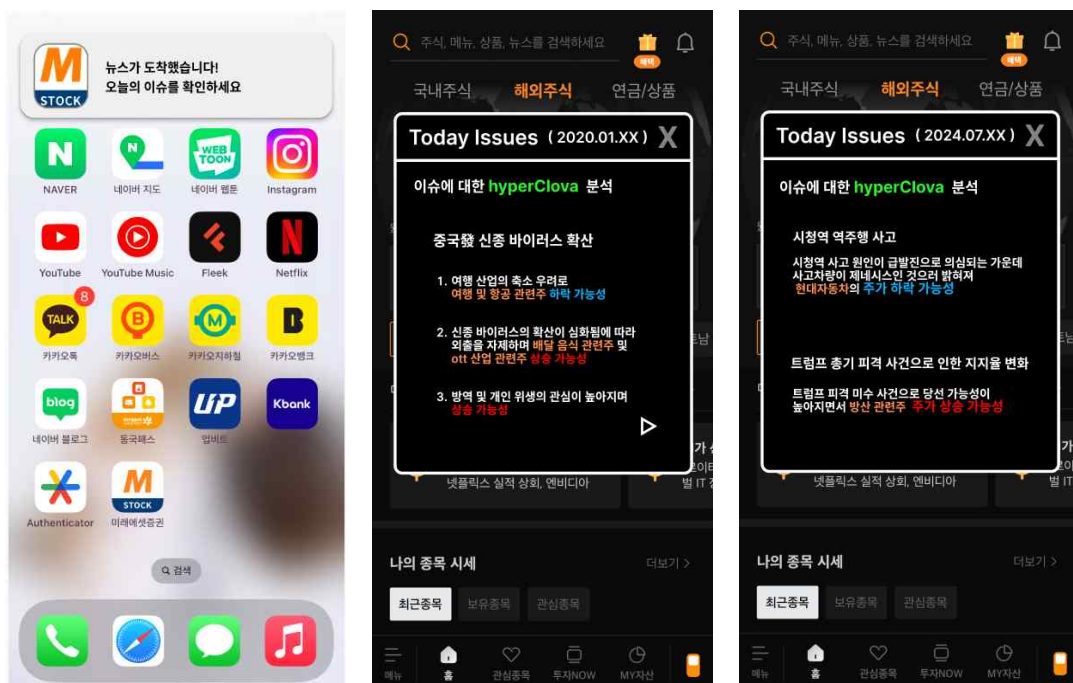 M
STOCK
뉴스가 도착했습니다!
오늘의 이슈를 확인하세요
N
N
WEB
TOON
NAVER
네이버 지도
네이버 웹툰
Instagram
N
YouTube
YouTube Music
Fleek
Netflix
8
TALK
B
M
B
카카오톡
카카오버스
카카오지하철
카카오뱅크
blog
UP
Kbank
네이버 블로그
동국패스
업비트
M
STOCK
Authenticator
미래에셋증권
검색
주식, 메뉴, 상품, 뉴스를 검색하세요
혜택
국내주식
해외주식
연금/상품
Today Issues ( 2020.01.XX ) X
이슈에 대한 hyperClova 분석
중국發 신종 바이러스 확산
1. 여행 산업의 축소 우려로
여행 및 항공 관련주 하락 가능성
2. 신종 바이러스의 확산이 심화됨에 따라
외출을 자제하며 배달 음식 관련주 및
ott 산업 관련주 상승 가능성
3. 방역 및 개인 위생의 관심이 높아지며
상승 가능성
넷플릭스 실적 상회, 엔비디아
벌 IT
나의 종목 시세
더보기 >
최근종목
보유종목
관심종목
메뉴
홈
관심종목
투자NOW
MY자산
주식, 메뉴, 상품, 뉴스를 검색하세요
혜택
국내주식
해외주식
연금/상품
Today Issues ( 2024.07.XX ) X
이슈에 대한 hyperClova 분석
시청역 역주행 사고
시청역 사고 원인이 급발진으로 의심되는 가운데
사고차량이 제네시스인 것으러 밝혀져
현대자동차의 주가 하락 가능성
트럼프 총기 피격 사건으로 인한 지지율 변화
트럼프 피격 미수 사건으로 당선 가능성이
높아지면서 방산 관련주 주가 상승 가능성
넷플릭스 실적 상회, 엔비디아
벌 IT
나의 종목 시세
더보기 >
최근종목
보유종목
관심종목
메뉴
홈
관심종목
투자NOW
MY자산